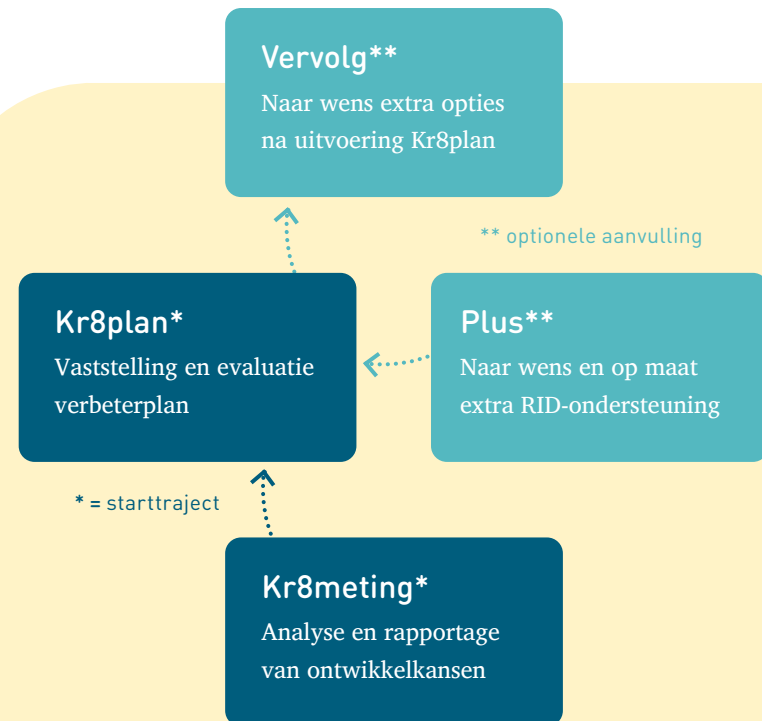 Vervolg**
Naar wens extra opties
na uitvoering Kr8plan
** optionele aanvulling
Kr8plan*
Vaststelling en evaluatie
verbeterplan
Plus**
Naar wens en op maat
extra RID-ondersteuning
* = starttraject
Kr8meting*
Analyse en rapportage
van ontwikkelkansen